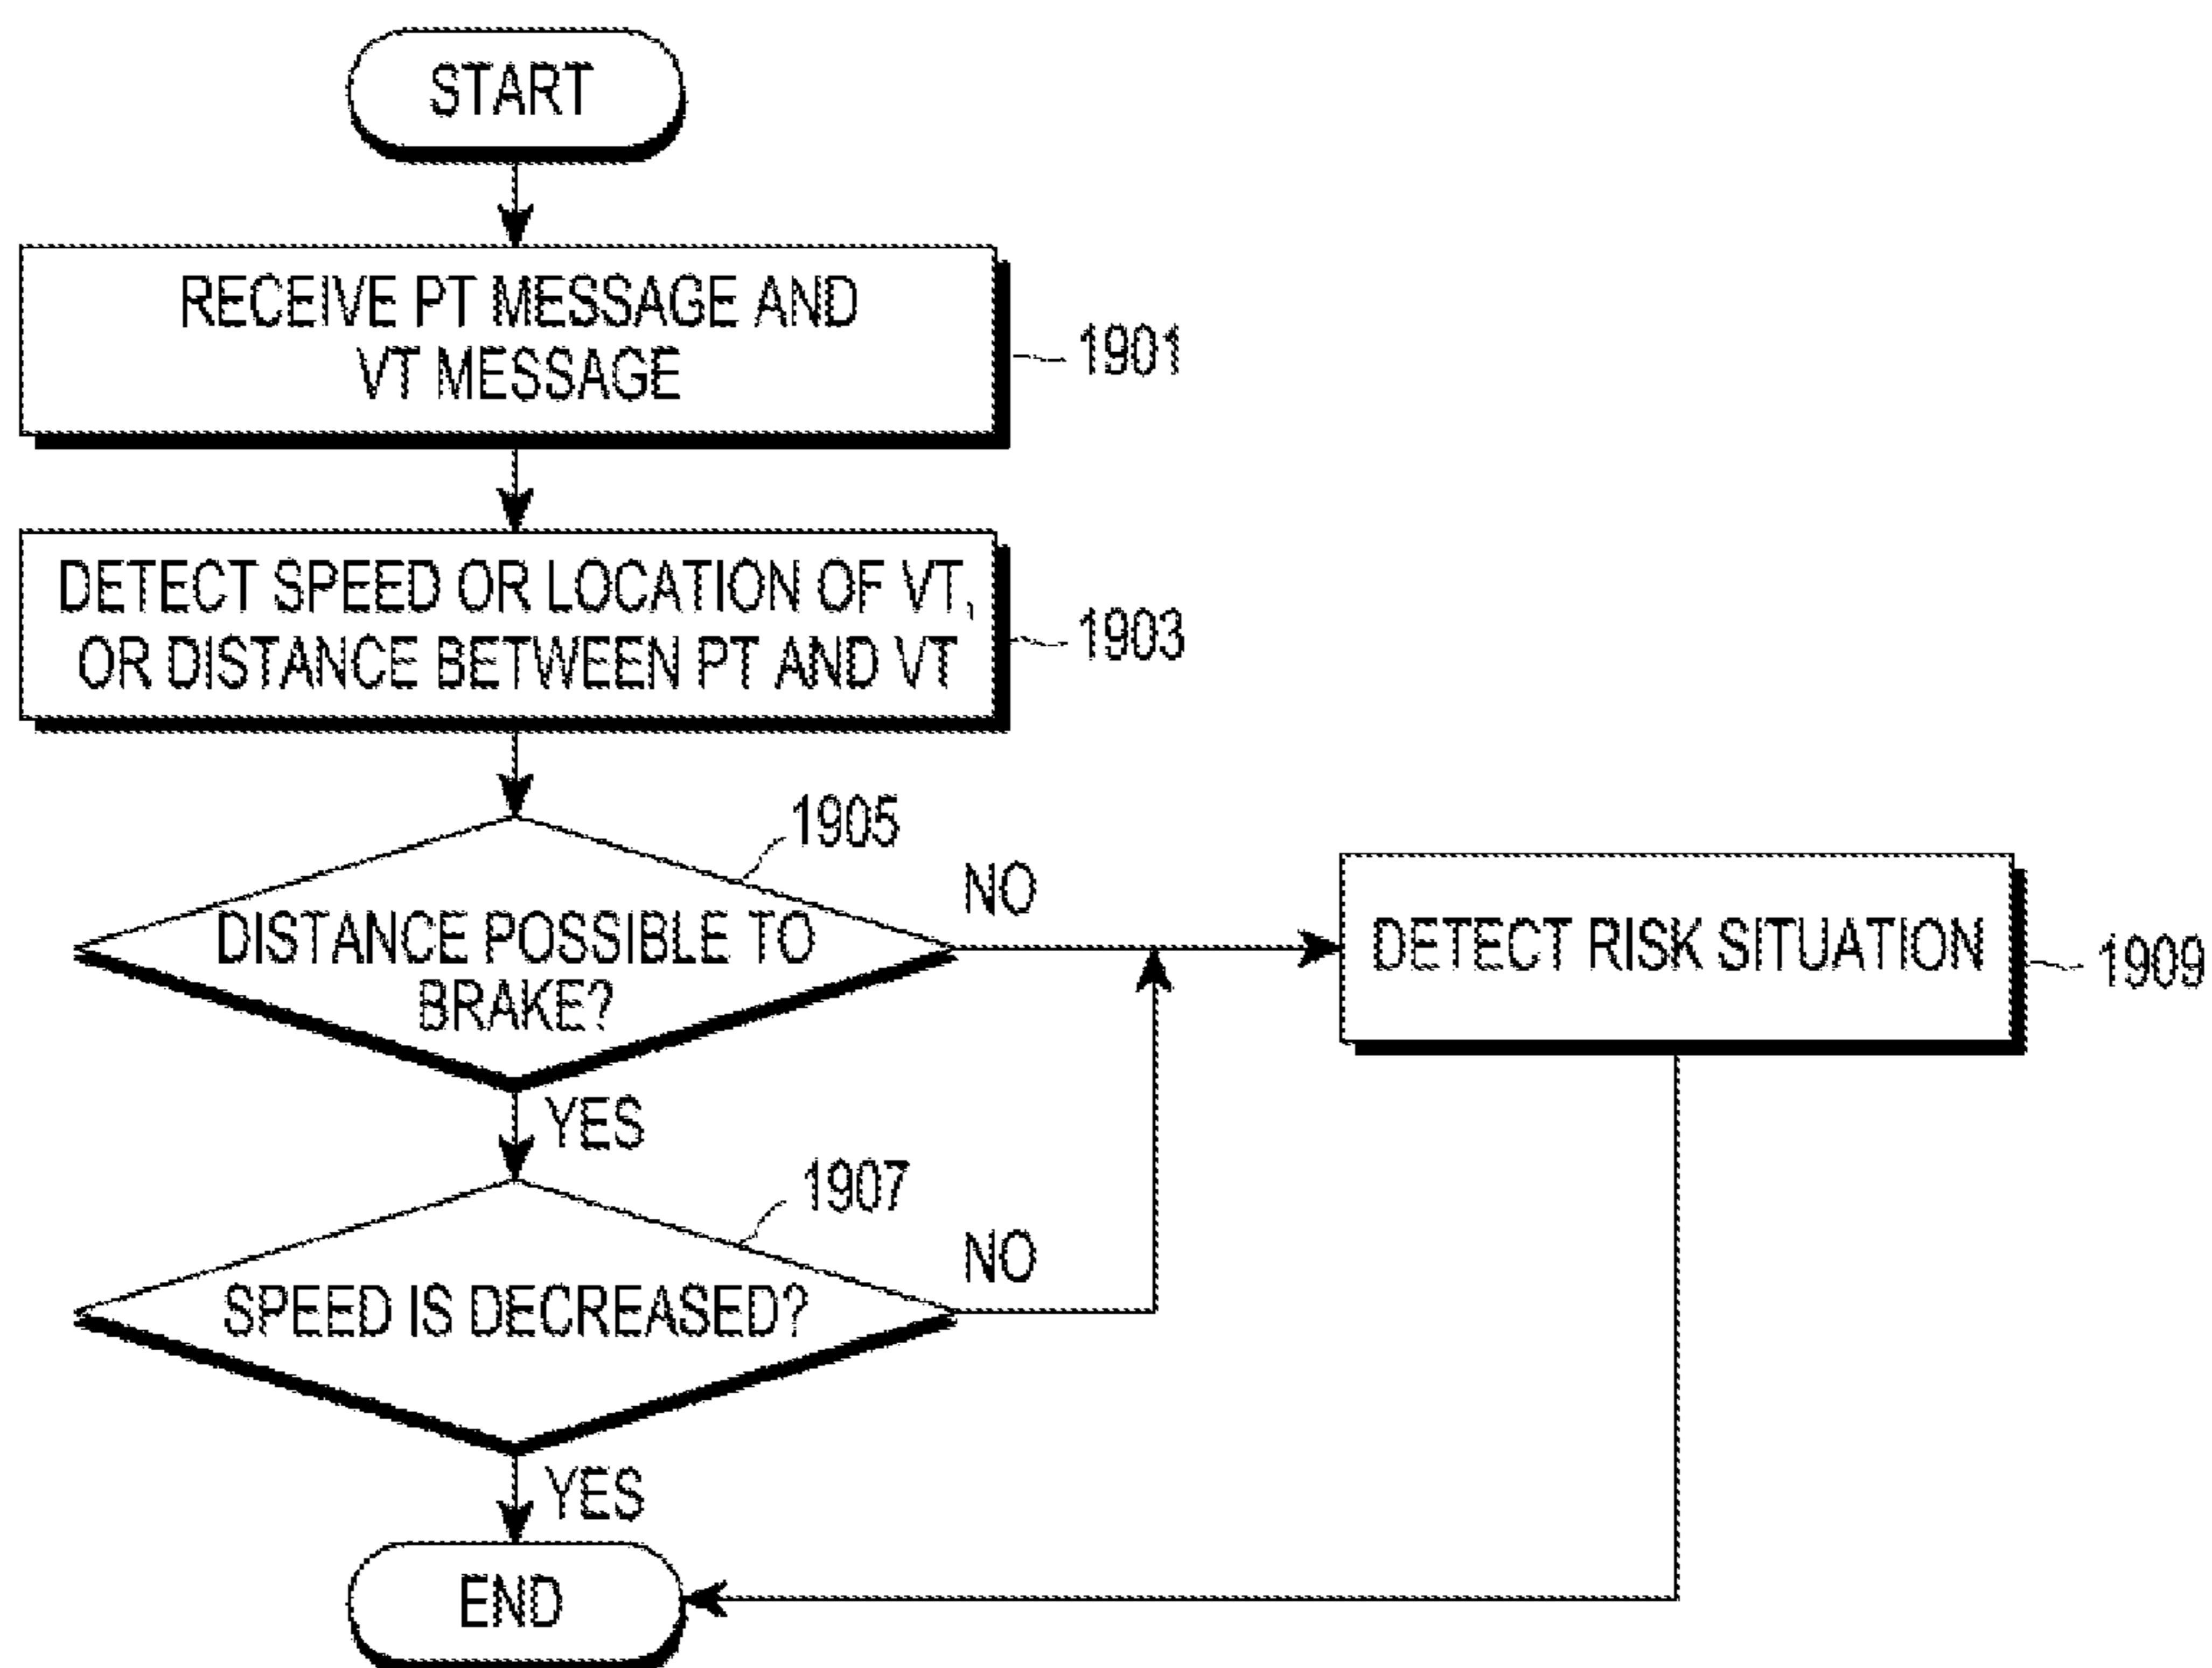 START
RECEIVE PT MESSAGE AND
VT MESSAGE
1901
DETECT SPEED OR LOCATION OF VT,
OR DISTANCE BETWEEN PT AND VT
1903
1905
DISTANCE POSSIBLE TO
BRAKE?
NO
DETECT RISK SITUATION
1909
YES
1907
SPEED IS DECREASED?
NO
YES
END